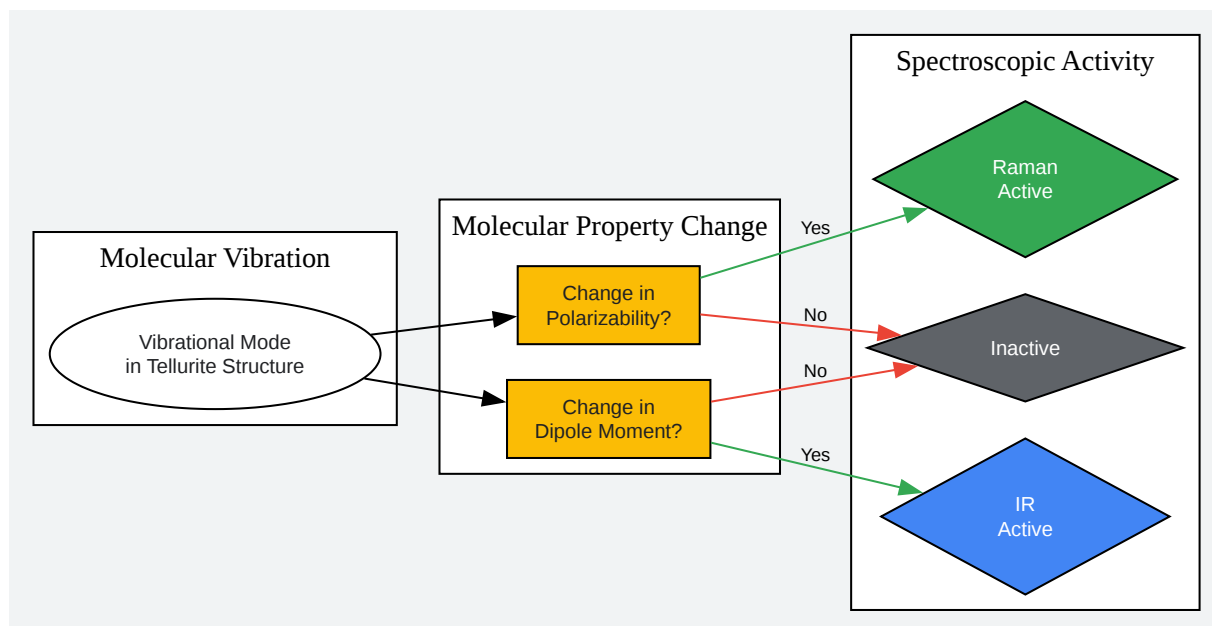 Molecular Vibration
Vibrational Mode
in Tellurite Structure
Molecular Property Change
Change in
Polarizability?
Change in
Dipole Moment?
Yes
No
No
Yes
Spectroscopic Activity
Raman
Active
Inactive
IR
Active